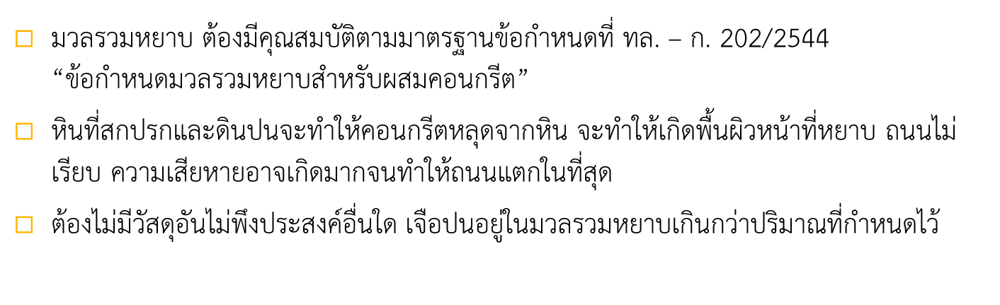 มวลรวมหยาบ ต้องมีคุณสมบัติตามมาตรฐานข้อกำหนดที่ ทล. – ก. 202/2544
“ข้อกำหนดมวลรวมหยาบสำหรับผสมคอนกรีต”
หินที่สกปรกและดินปนจะทำให้คอนกรีตหลุดจากหิน จะทำให้เกิดพื้นผิวหน้าที่หยาบ ถนนไม่
เรียบ ความเสียหายอาจเกิดมากจนทำให้ถนนแตกในที่สุด
ต้องไม่มีวัสดุอันไม่พึงประสงค์อื่นใด เจือปนอยู่ในมวลรวมหยาบเกินกว่าปริมาณที่กำหนดไว้